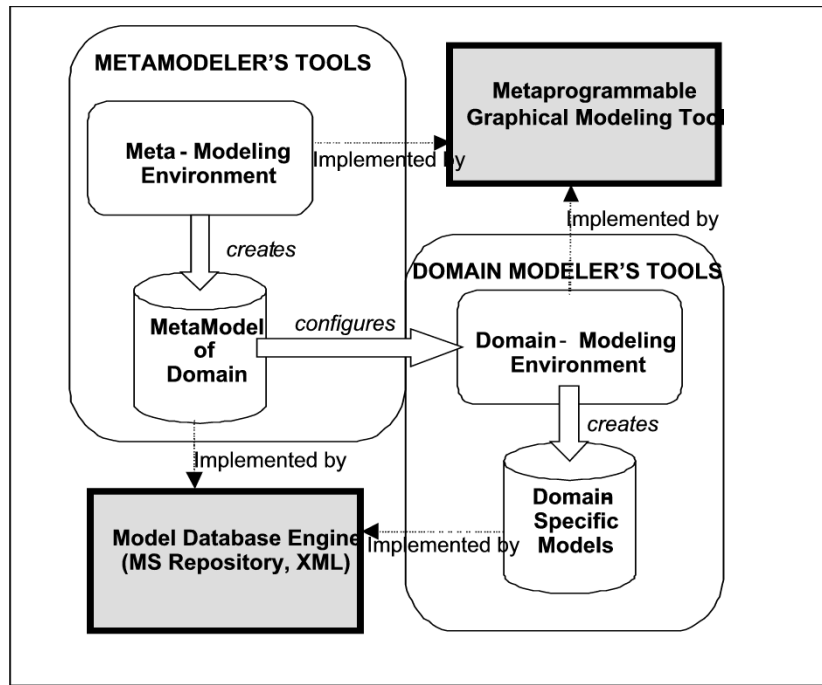 METAMODELER'S TOOLS
Metaprogrammable
Graphical Modeling Tool
Meta - Modeling
Environment
Implemented by
Implemented by
creates
DOMAIN MODELER'S TOOLS
MetaModel
of
Domain
configures
Domain - Modeling
Environment
creates
Implemented by
Domain-
Specific
Models
Model Database Engine
(MS Repository, XML)
Implemented by